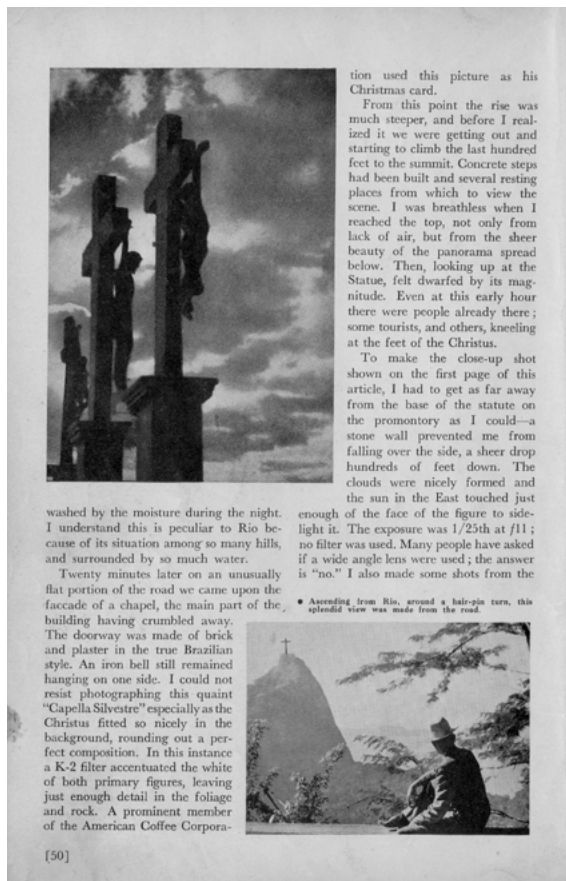 washed by the moisture during the night.
I understand this is peculiar to Rio be-
cause of its situation among so many hills,
and surrounded by so much water.
Twenty minutes later on an unusually
flat portion of the road we came upon the
faccade of a chapel, the main part of the
building having crumbled away.
The doorway was made of brick
and plaster in the true Brazilian
style. An iron bell still remained
hanging on one side. I could not
resist photographing this quaint
"Capella Silvestre" especially as the
Christus fitted so nicely in the
background, rounding out a per-
fect composition. In this instance
a K-2 filter accentuated the white
of both primary figures, leaving
just enough detail in the foliage
and rock. A prominent member
of the American Coffee Corpora-
tion used this picture as his
Christmas card.
From this point the rise was
much steeper, and before I real-
ized it we were getting out and
starting to climb the last hundred
feet to the summit. Concrete steps
had been built and several resting
places from which to view the
scene. I was breathless when I
reached the top, not only from
lack of air, but from the sheer
beauty of the panorama spread
below. Then, looking up at the
Statue, felt dwarfed by its mag-
nitude. Even at this early hour
there were people already there;
some tourists, and others, kneeling
at the feet of the Christus.
To make the close-up shot
shown on the first page of this
article, I had to get as far away
from the base of the statute on
the promontory as I could—a
stone wall prevented me from
falling over the side, a sheer drop
hundreds of feet down. The
clouds were nicely formed and
the sun in the East touched just
enough of the face of the figure to side-
light it. The exposure was 1/25th at f11;
no filter was used. Many people have asked
if a wide angle lens were used; the answer
is "no." I also made some shots from the
• Ascending from Rio, around a hair-pin turn, this
splendid view was made from the road.
[50]